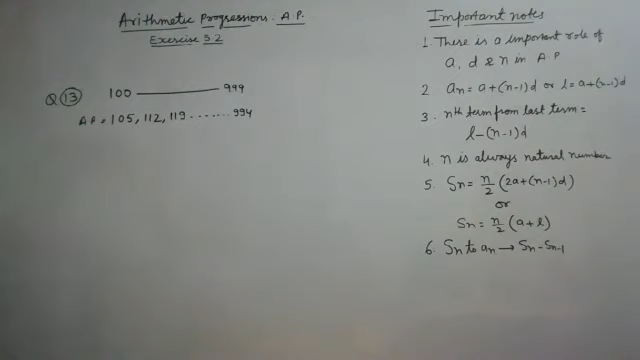 Arithmetic Progressions. A.P.
Exercise 5.2
Q 13 100 ——— 999
AP = 105, 112, 119 ....... 994
Important notes
1. There is a important role of
a, d & n in A.P
2 an = a+(n-1)d or l = a+(n-1)d
3. nth term from last term =
l-(n-1)d
4. n is always natural number
5. Sn = n/2 (2a+(n-1)d)
or
Sn = n/2 (a+l)
6. Sn to an → Sn - Sn-1